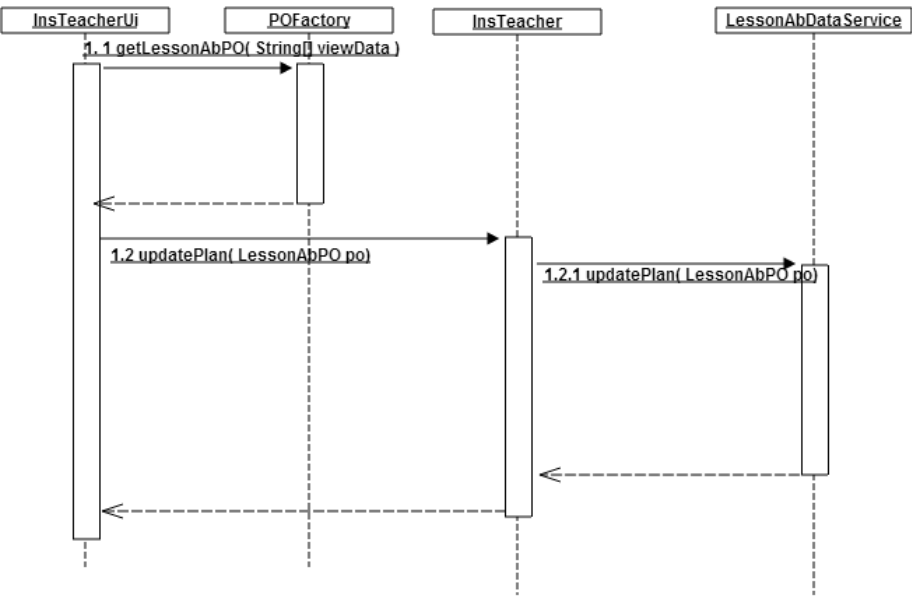 InsTeacherUi
POFactory
InsTeacher
LessonAbDataService
1. 1 getLessonAbPO( String[] viewData )
1.2 updatePlan( LessonAbPO po)
1.2.1 updatePlan( LessonAbPO po)